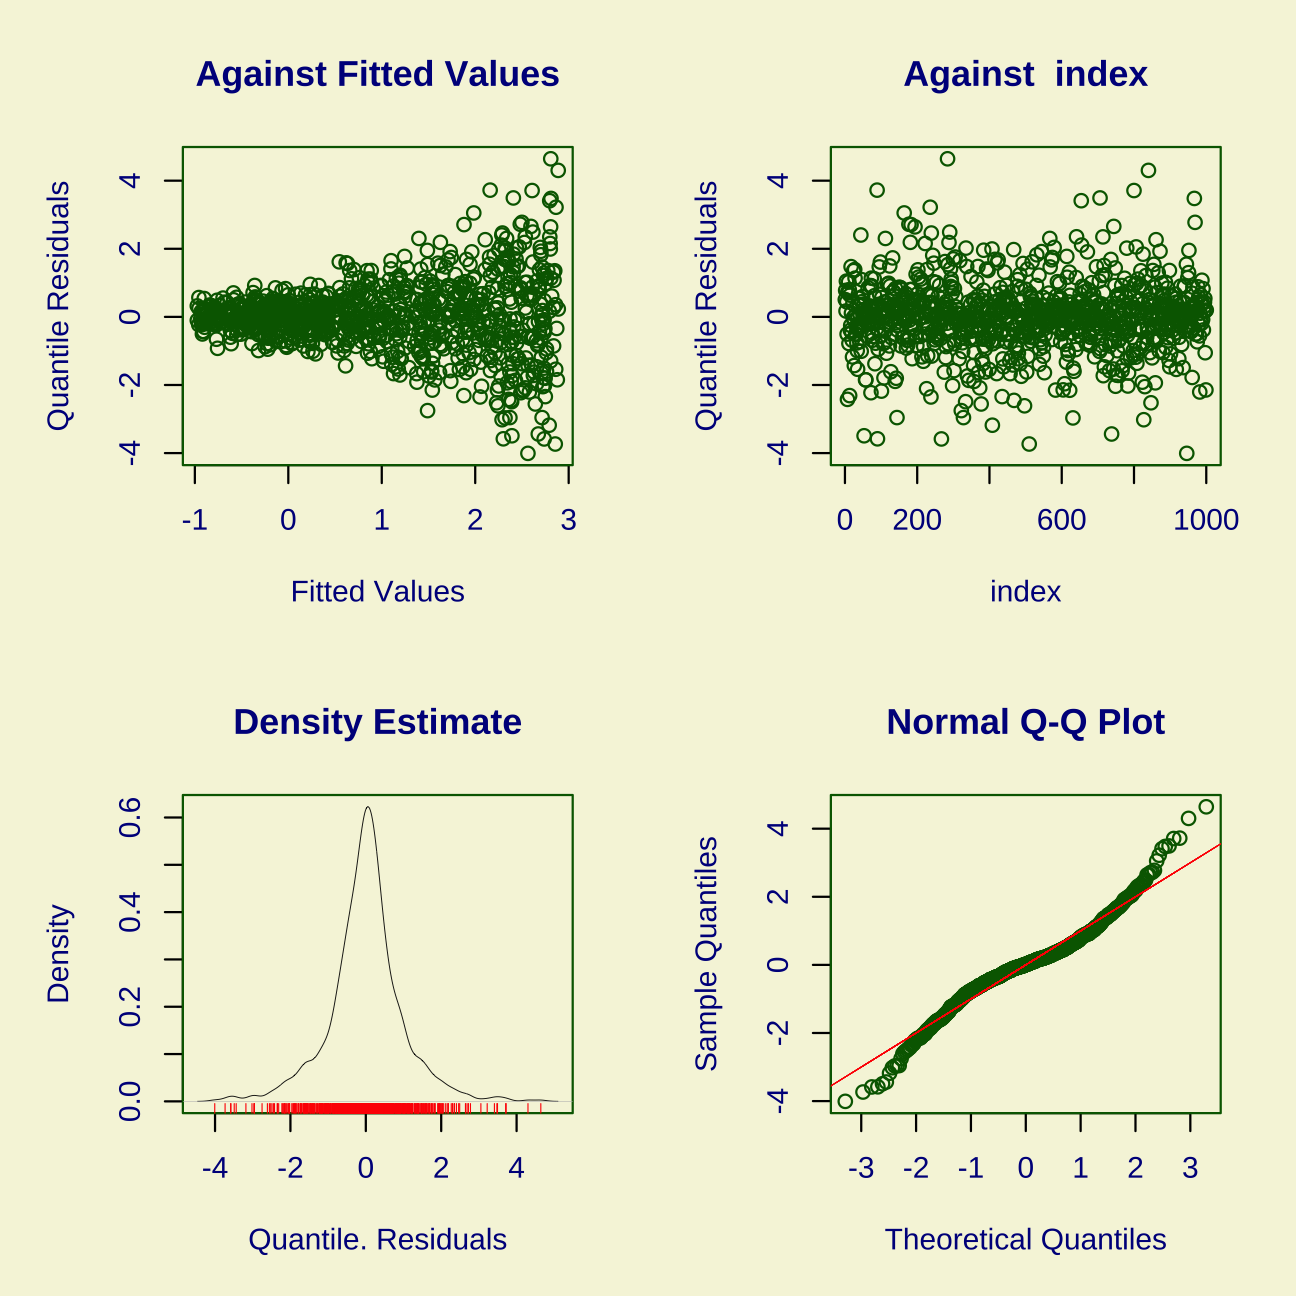 Against Fitted Values
Quantile Residuals
4
2
0
-2
-4
-1 0 1 2 3
Fitted Values
Against  index
Quantile Residuals
4
2
0
-2
-4
0 200 600 1000
index
Density Estimate
Density
0.6
0.4
0.2
0.0
-4 -2 0 2 4
Quantile. Residuals
Normal Q-Q Plot
Sample Quantiles
4
2
0
-2
-4
-3 -2 -1 0 1 2 3
Theoretical Quantiles